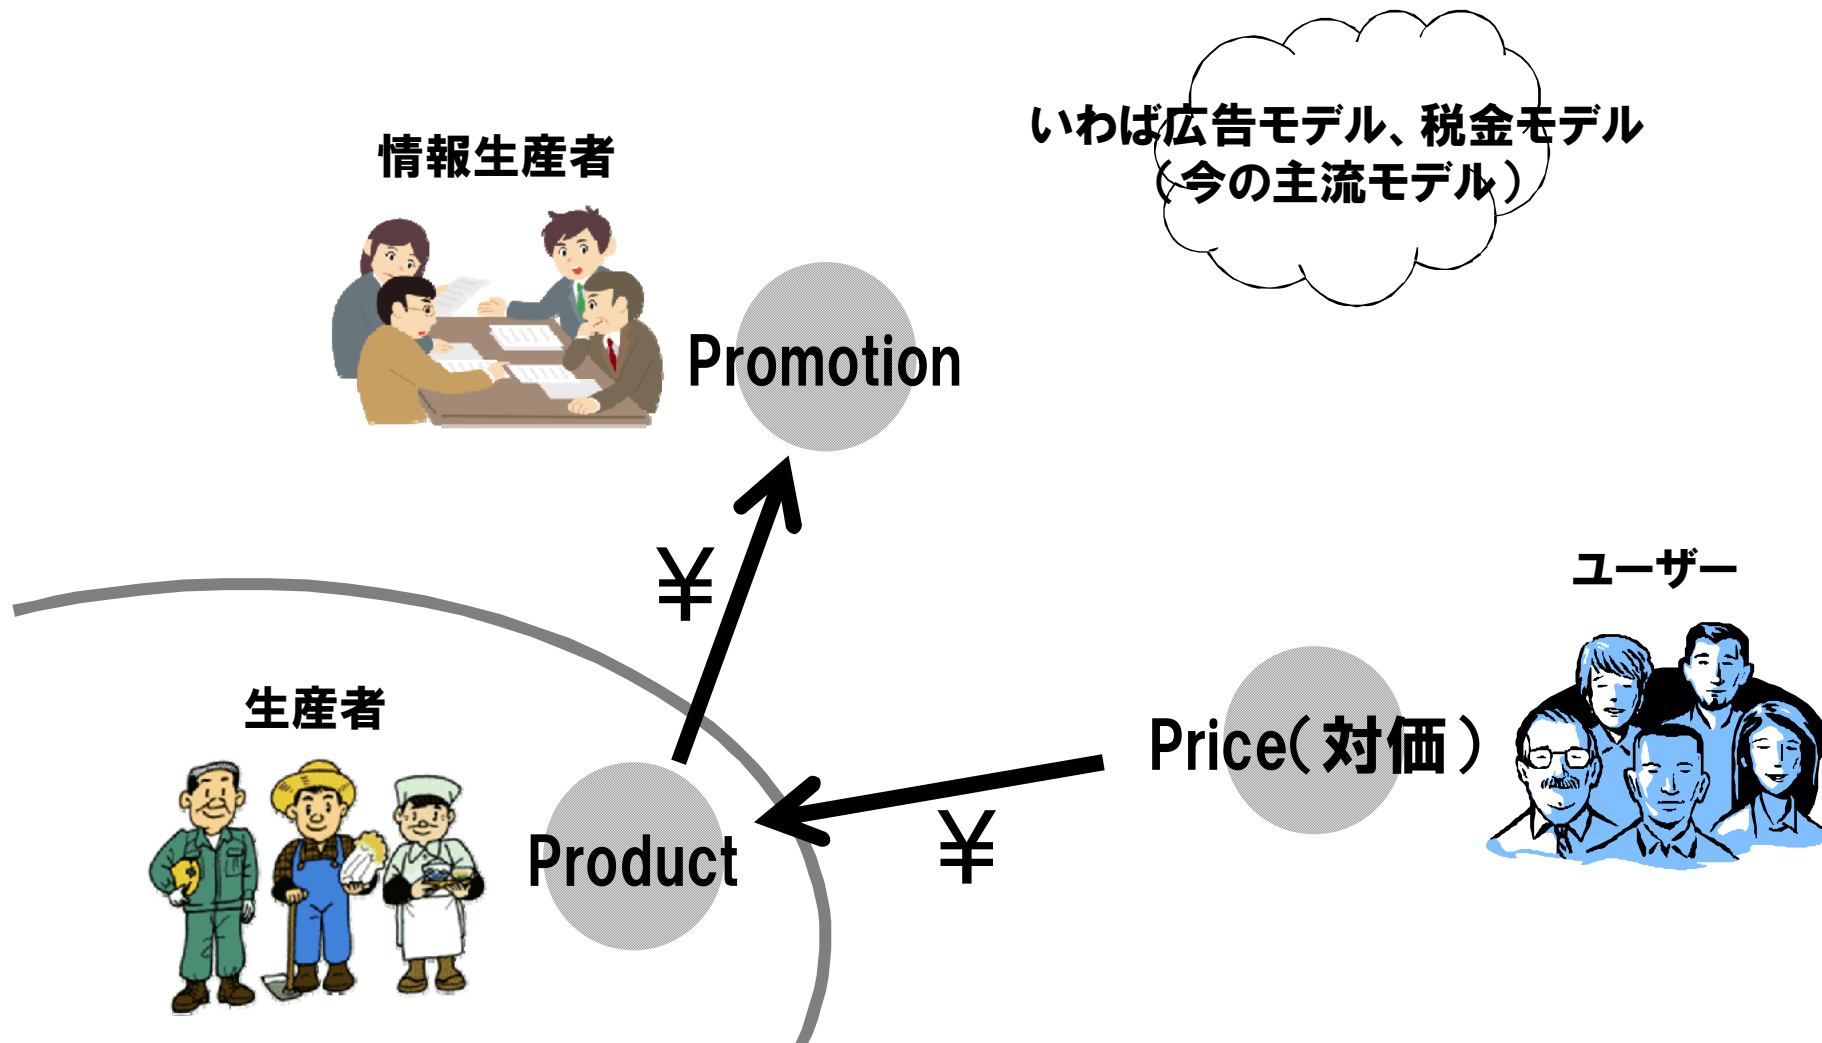 いわば広告モデル、税金モデル
（今の主流モデル）
情報生産者
Promotion
¥
ユーザー
生産者
Price（対価）
¥
Product